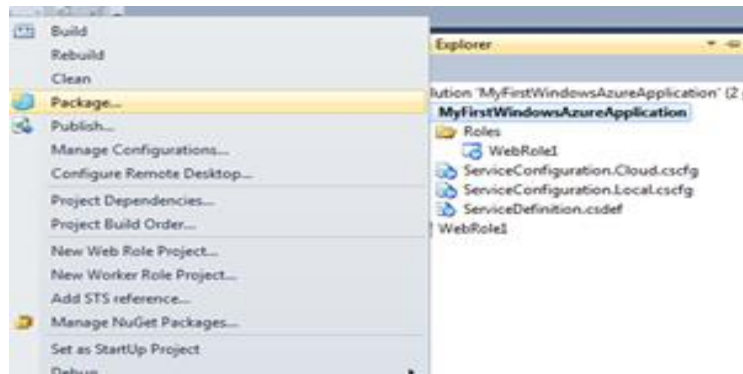 Build
Rebuild
Clean
Package...
Publish...
Manage Configurations...
Configure Remote Desktop...
Project Dependencies...
Project Build Order...
New Web Role Project...
New Worker Role Project...
Add STS reference...
Manage NuGet Packages...
Set as StartUp Project
Debug
Explorer
lution 'MyFirstWindowsAzureApplication' (2
MyFirstWindowsAzureApplication
Roles
WebRole1
ServiceConfiguration.Cloud.cscfg
ServiceConfiguration.Local.cscfg
ServiceDefinition.csdef
WebRole1